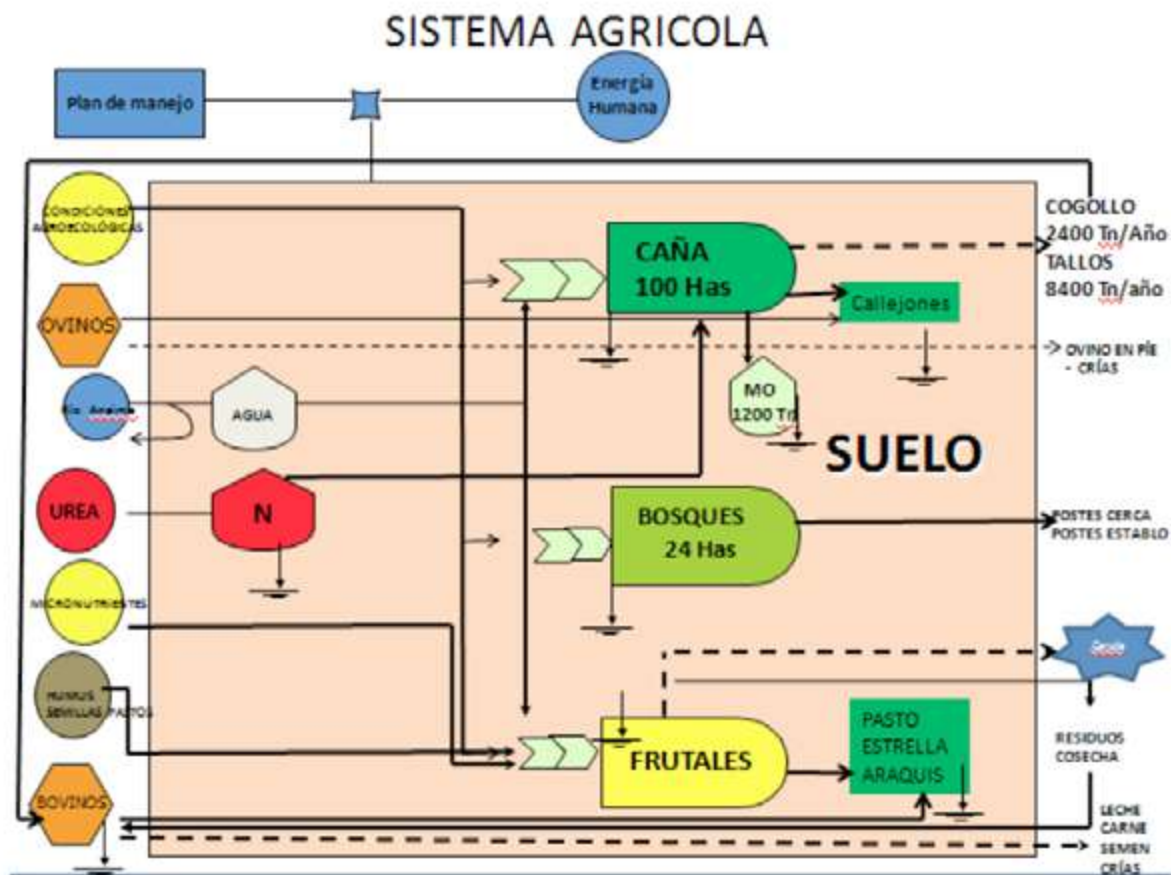 SISTEMA AGRICOLA
Plan de manejo
Energía
Humana
CONDICIONES
AGROECOLÓGICAS
OVINOS
AGUA
UREA
N
MICRONUTRIENTES
HUMUS
SEMILLAS PASTOS
BOVINOS
CAÑA
100 Has
Callejones
MO
1200 Tn
SUELO
BOSQUES
24 Has
FRUTALES
PASTO
ESTRELLA
ARAQUIS
COGOLLO
2400 Tn/Año
TALLOS
8400 Tn/año
OVINO EN PÍE
- CRÍAS
POSTES CERCA
POSTES ESTABLO
RESIDUOS
COSECHA
LECHE
CARNE
SEMEN
CRÍAS